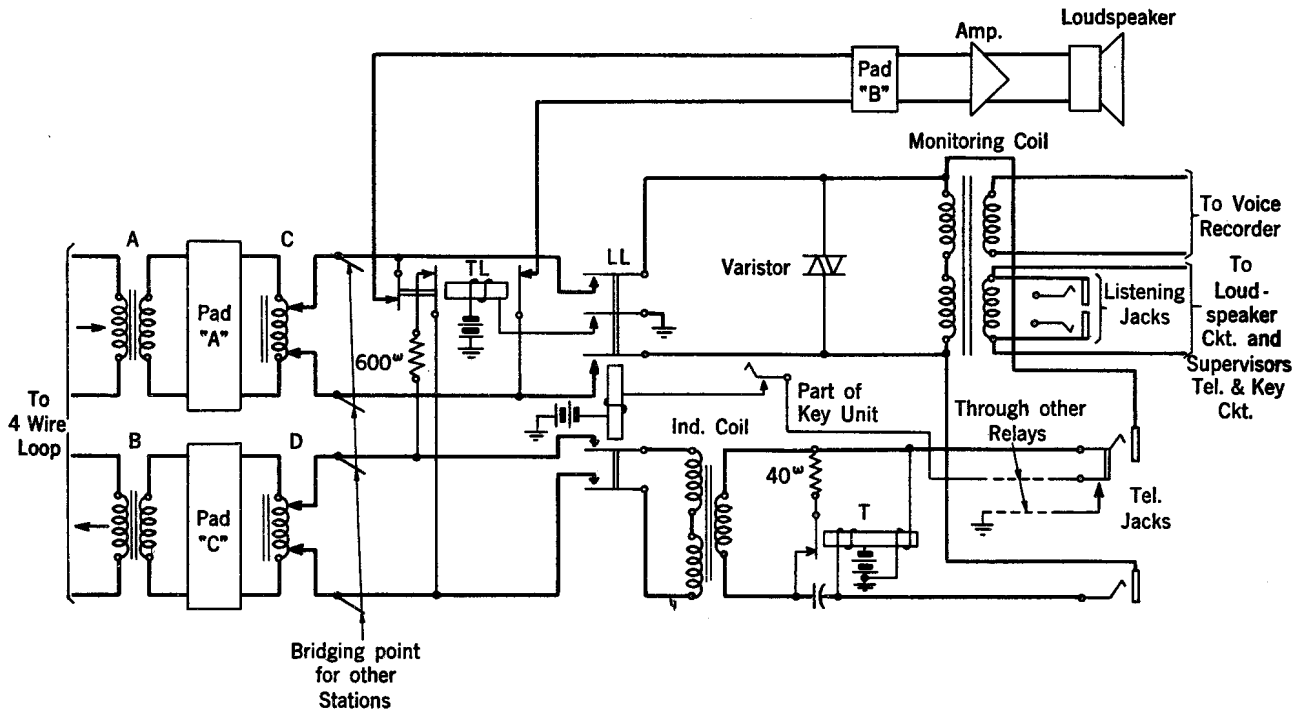 Loudspeaker
Amp.
Pad
"B"
Monitoring Coil
To Voice
Recorder
A
C
TL
LL
Varistor
Listening
Jacks
To
Loud-
speaker
Ckt. and
Supervisors
Tel. & Key
Ckt.
Pad
"A"
600ω
To
4 Wire
Loop
Part of
Key Unit
Through other
Relays
Ind. Coil
B
D
40ω
T
Tel.
Jacks
Pad
"C"
Bridging point
for other
Stations